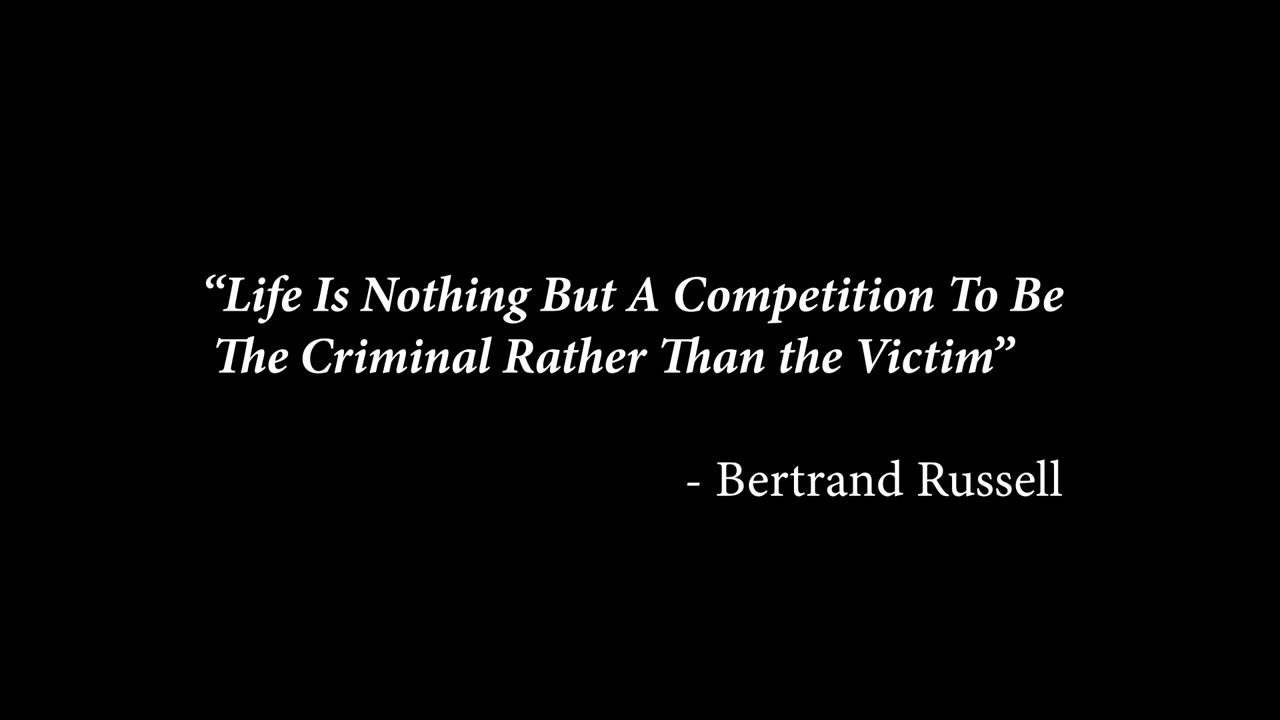 “Life Is Nothing But A Competition To Be
The Criminal Rather Than the Victim”
- Bertrand Russell